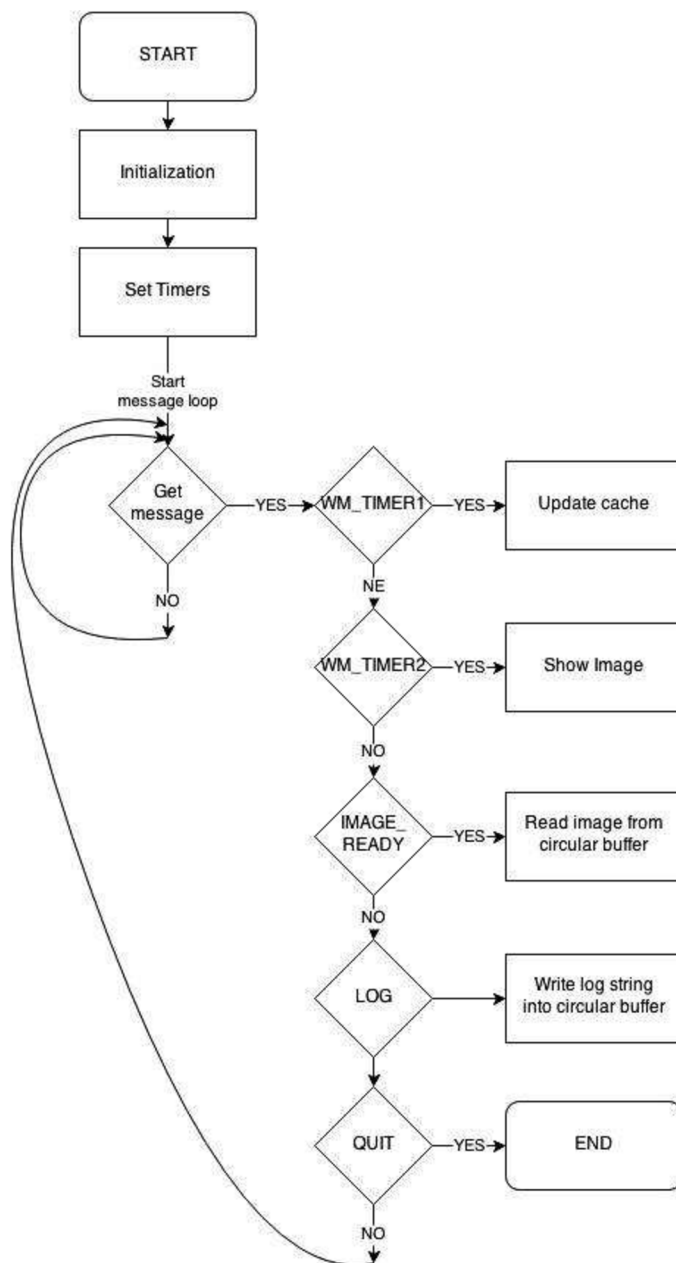 START
Initialization
Set Timers
Start
message loop
Get
message
YES
WM_TIMER1
YES
Update cache
NO
NE
WM_TIMER2
YES
Show Image
NO
IMAGE_
READY
YES
Read image from
circular buffer
NO
LOG
Write log string
into circular buffer
QUIT
YES
END
NO